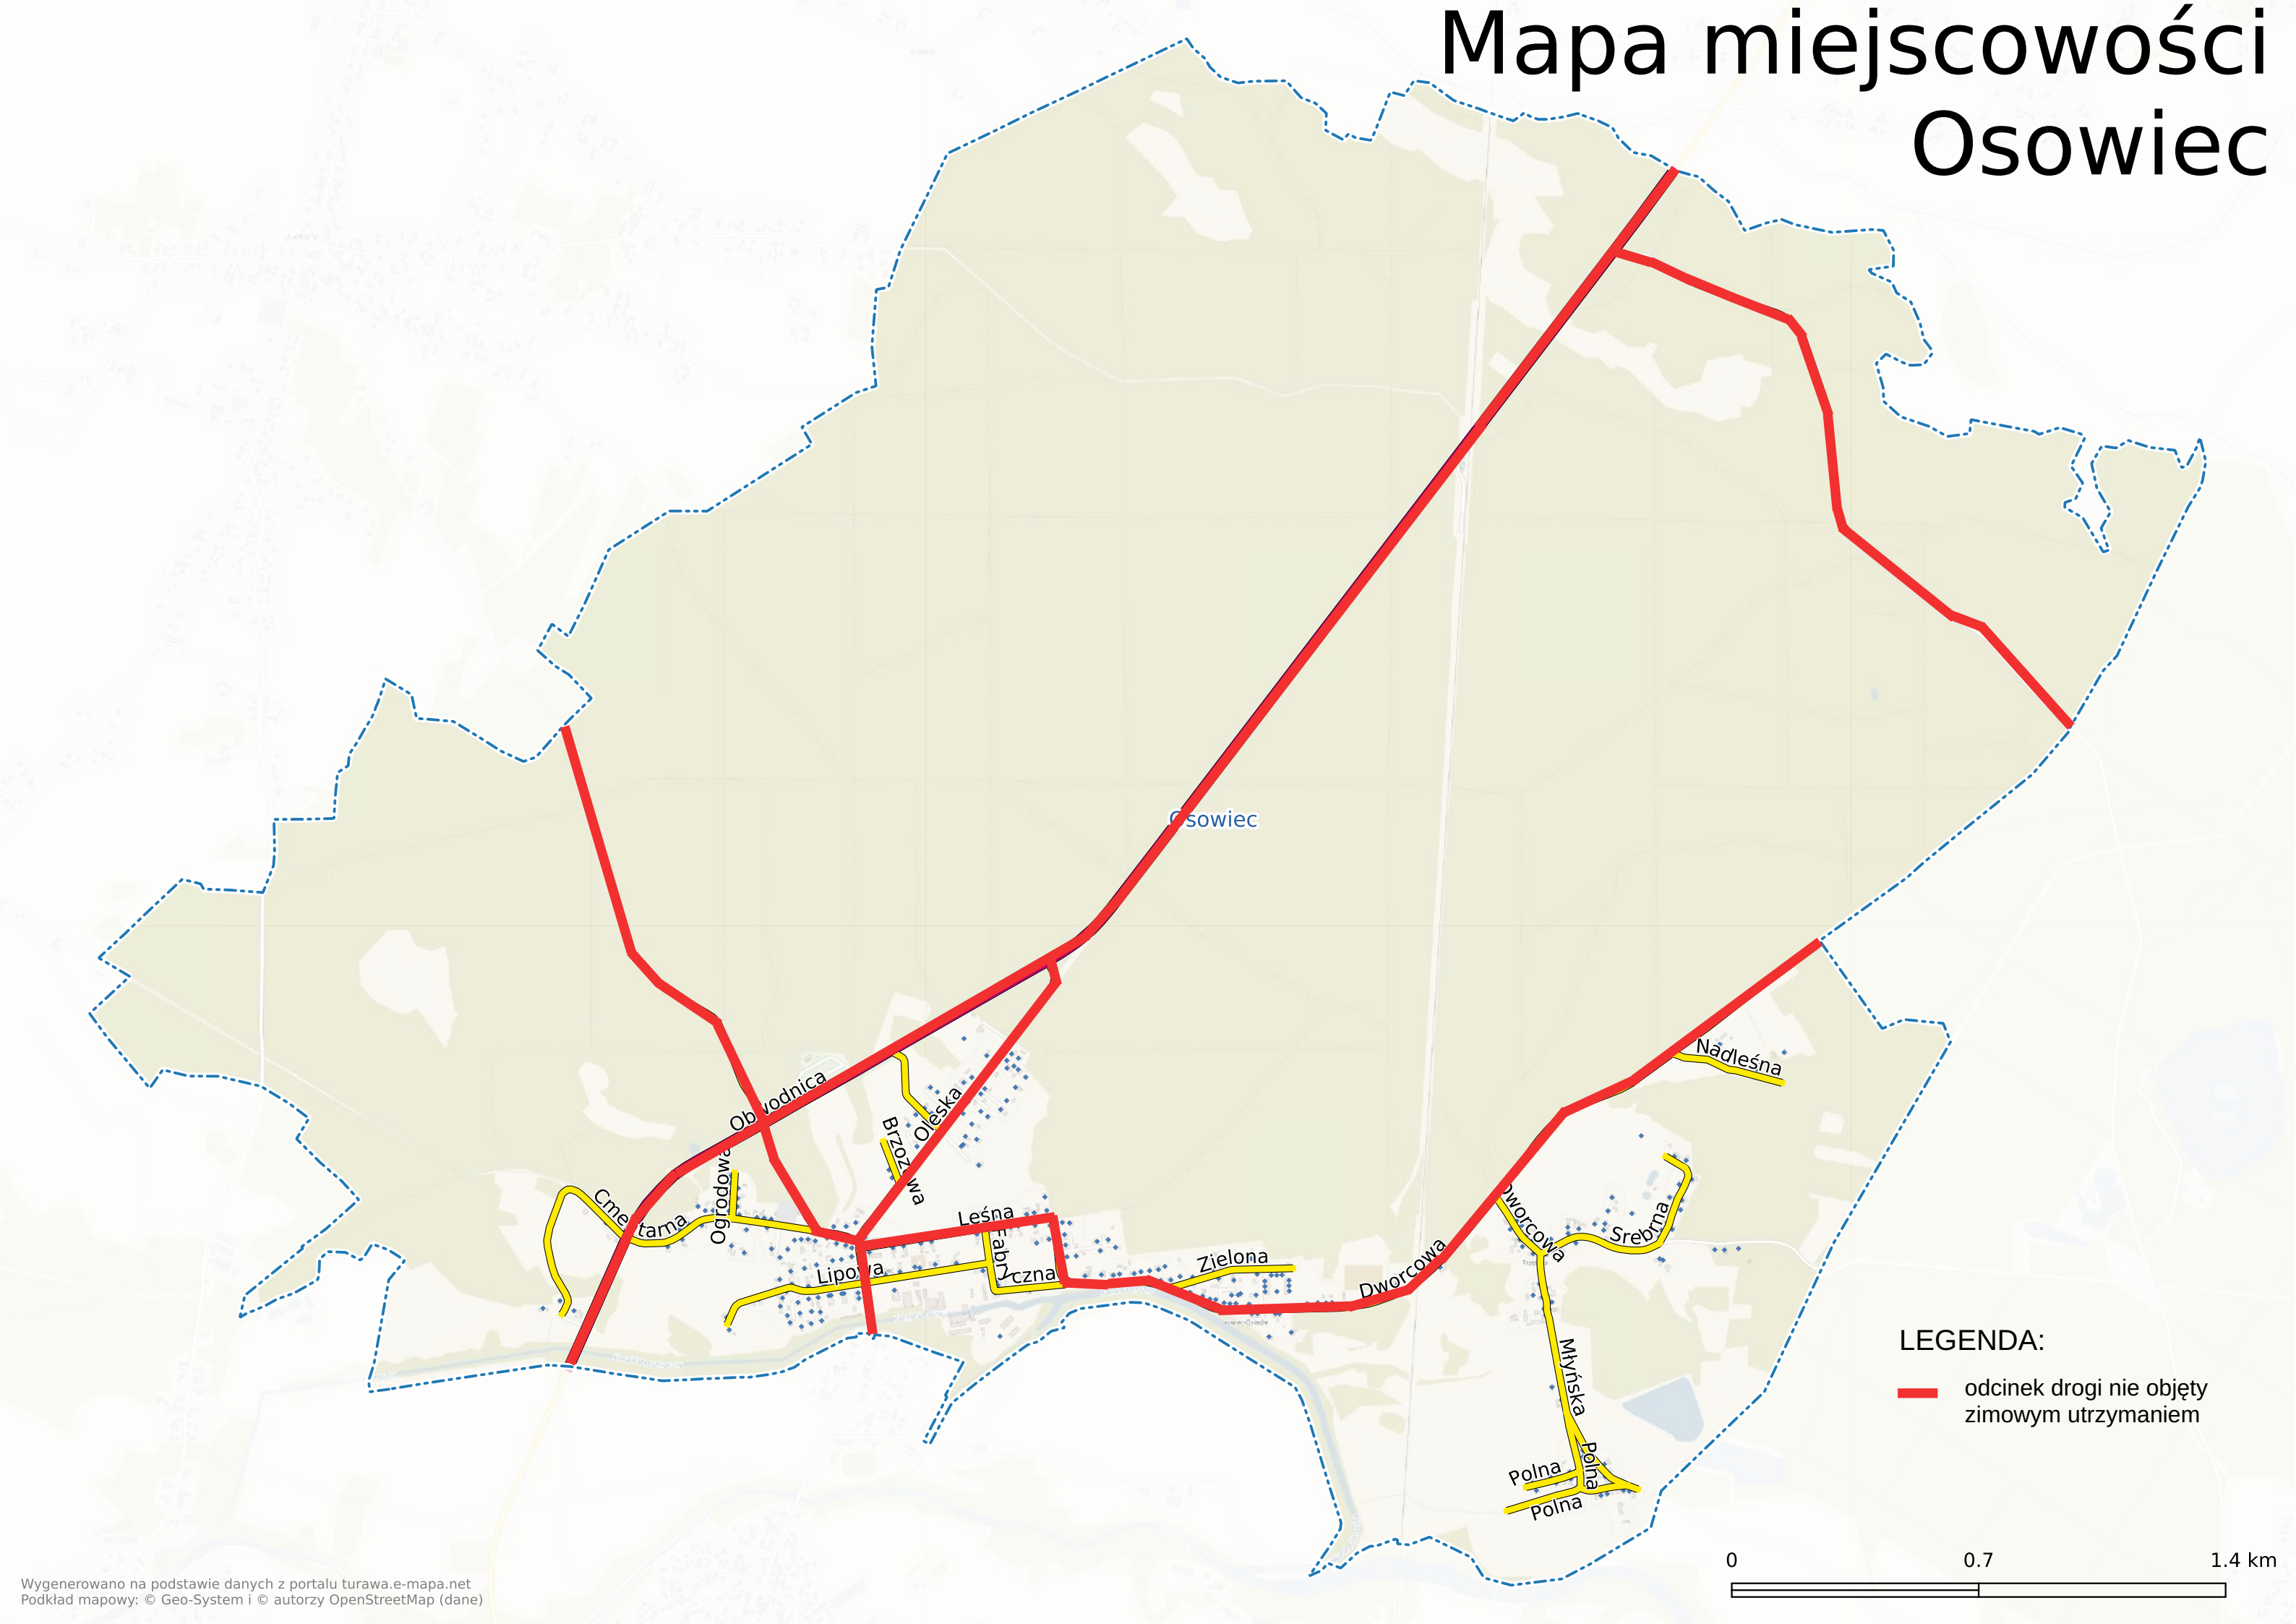 Mapa miejscowości
Osowiec
Osowiec
Nadleśna
Obwodnica
Oleska
Brzozowa
Ogrodowa
Cmentarna
Leśna
Fabryczna
Lipowa
Zielona
Dworcowa
Dworcowa
Srebrna
Młyńska
Polna
Polna
Polna
LEGENDA:
odcinek drogi nie objęty
zimowym utrzymaniem
0 0.7 1.4 km
Wygenerowano na podstawie danych z portalu turawa.e-mapa.net
Podkład mapowy: © Geo-System i © autorzy OpenStreetMap (dane)